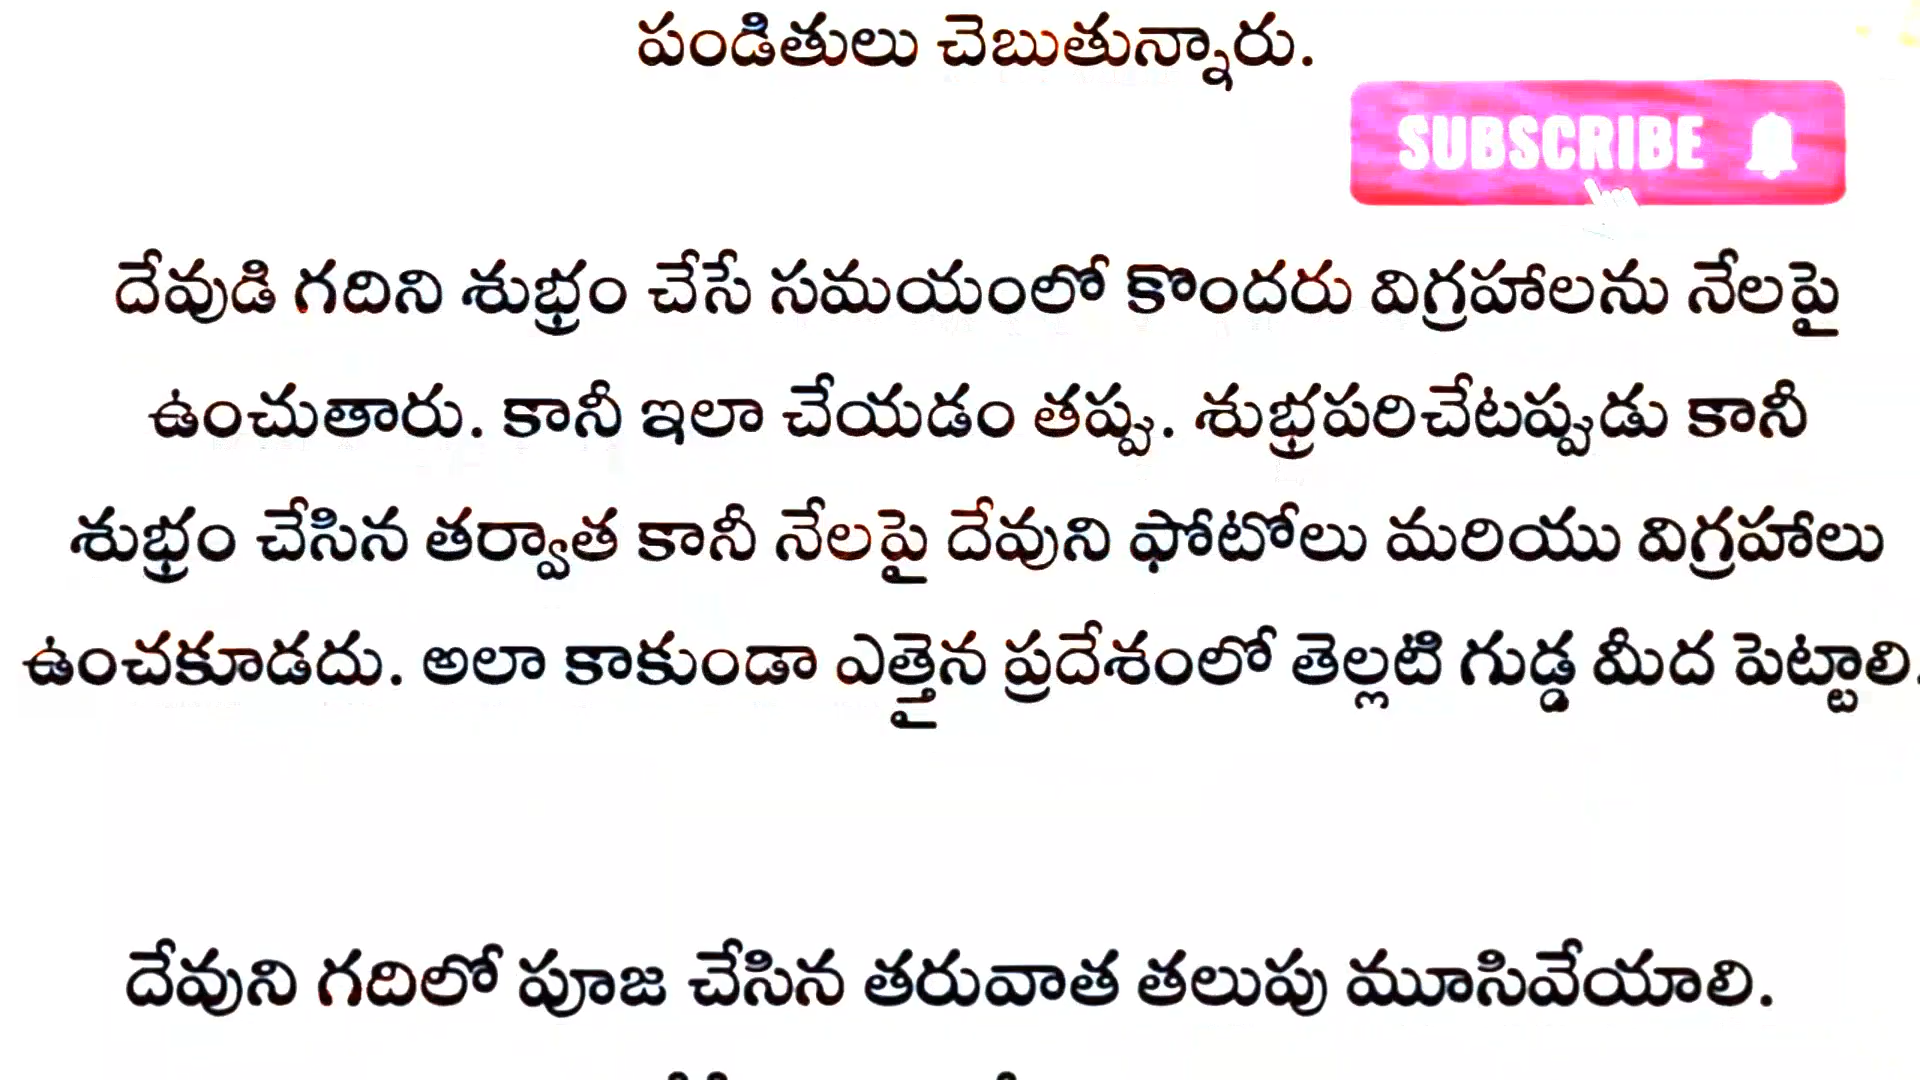 పండితులు చెబుతున్నారు.
SUBSCRIBE
దేవుడి గదిని శుభ్రం చేసే సమయంలో కొందరు విగ్రహాలను నేలపై
ఉంచుతారు. కానీ ఇలా చేయడం తప్పు. శుభ్రపరిచేటప్పుడు కానీ
శుభ్రం చేసిన తర్వాత కానీ నేలపై దేవుని ఫోటోలు మరియు విగ్రహాలు
ఉంచకూడదు. అలా కాకుండా ఎత్తైన ప్రదేశంలో తెల్లటి గుడ్డ మీద పెట్టాలి.
దేవుని గదిలో పూజ చేసిన తరువాత తలుపు మూసివేయాలి.